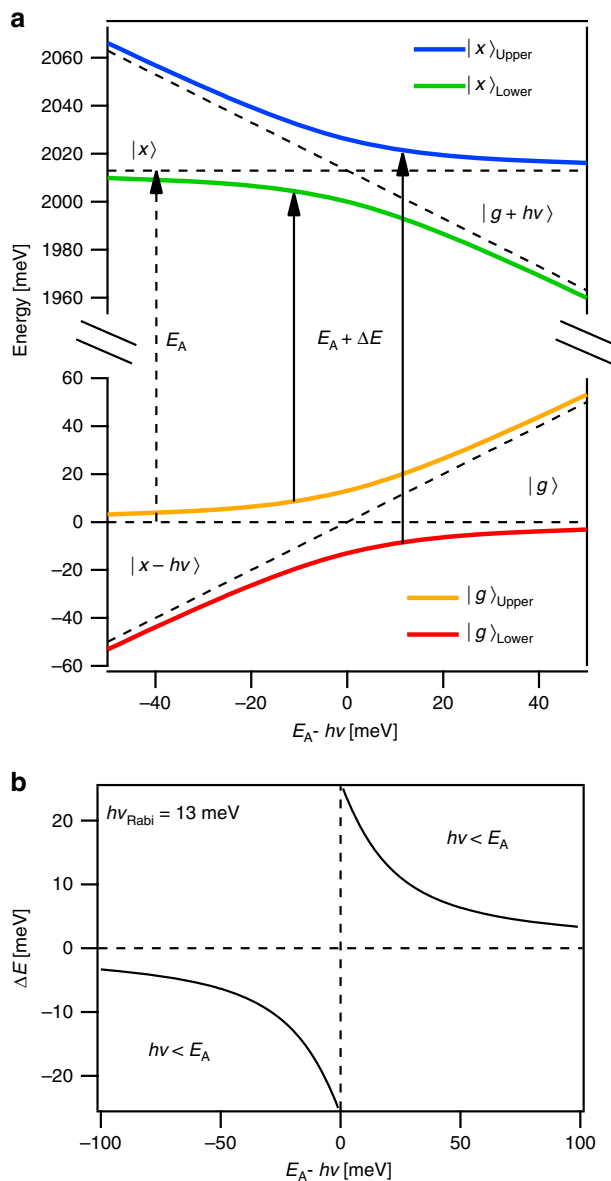 a
2060
2040
2020
2000
1980
1960
Energy [meV]
| x ⟩Upper
| x ⟩Lower
| x ⟩
| g + hν ⟩
EA
EA + ΔE
60
40
20
0
−20
−40
−60
| g ⟩
| x − hν ⟩
| g ⟩Upper
| g ⟩Lower
−40 −20 0 20 40
EA- hν [meV]
b
hνRabi = 13 meV
hν < EA
20
10
0
−10
−20
ΔE [meV]
hν < EA
−100 −50 0 50 100
EA- hν [meV]